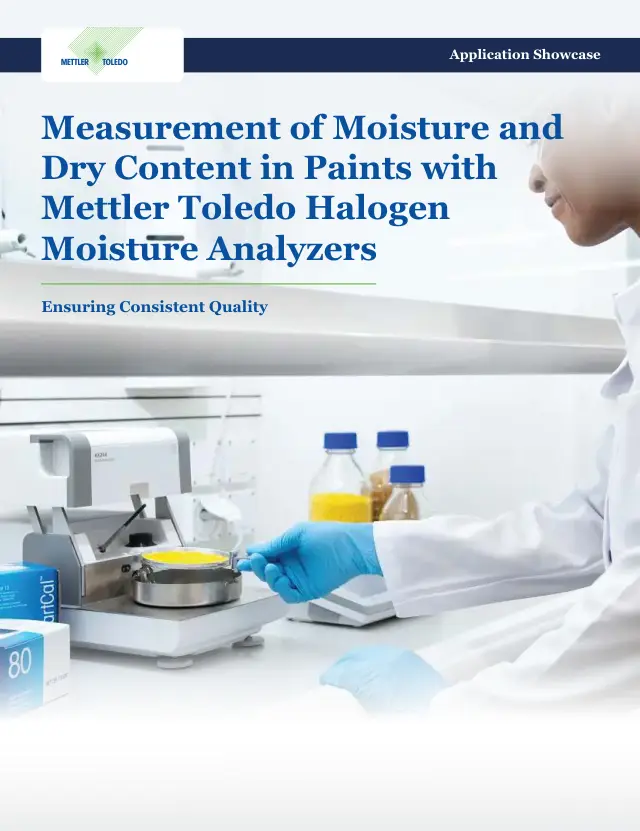 METTLER TOLEDO
Application Showcase
Measurement of Moisture and
Dry Content in Paints with
Mettler Toledo Halogen
Moisture Analyzers
Ensuring Consistent Quality
artCal™
80